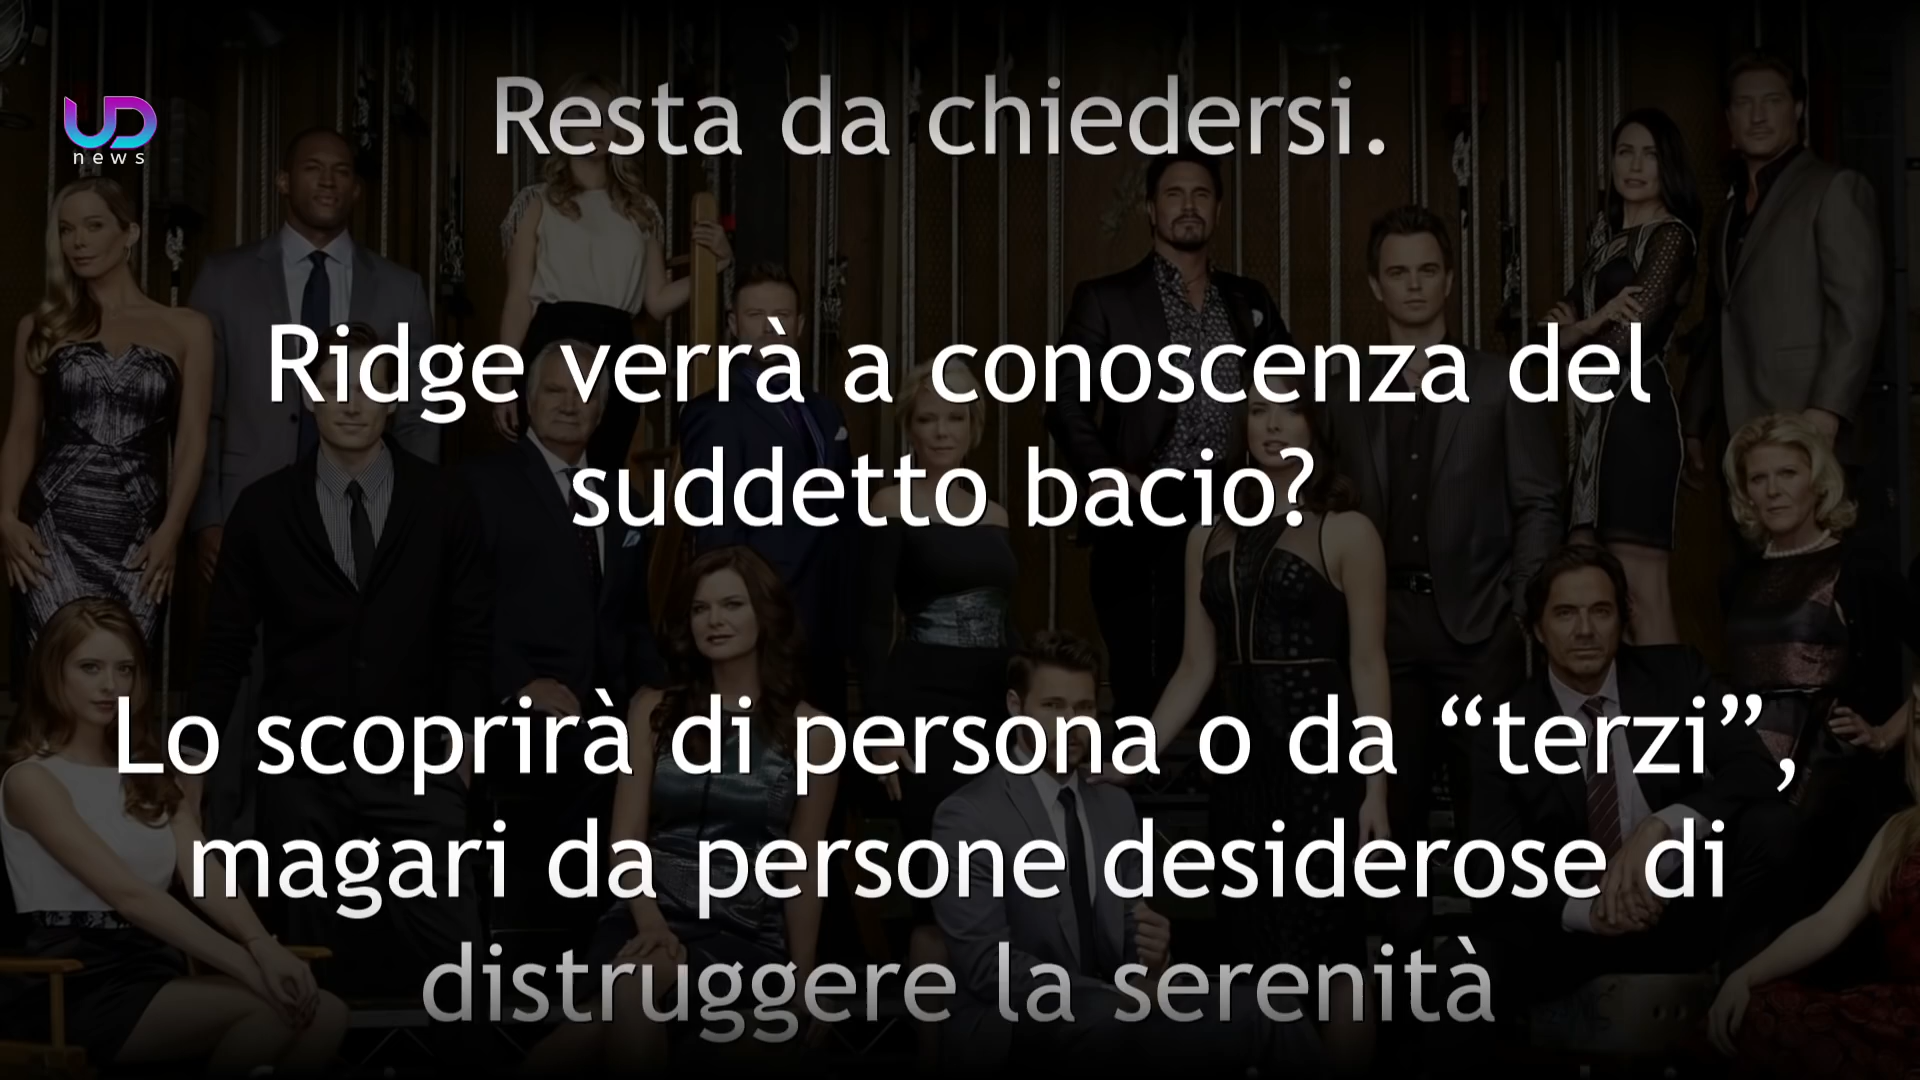 UD
news
Resta da chiedersi.
Ridge verrà a conoscenza del
suddetto bacio?
Lo scoprirà di persona o da “terzi”,
magari da persone desiderose di
distruggere la serenità